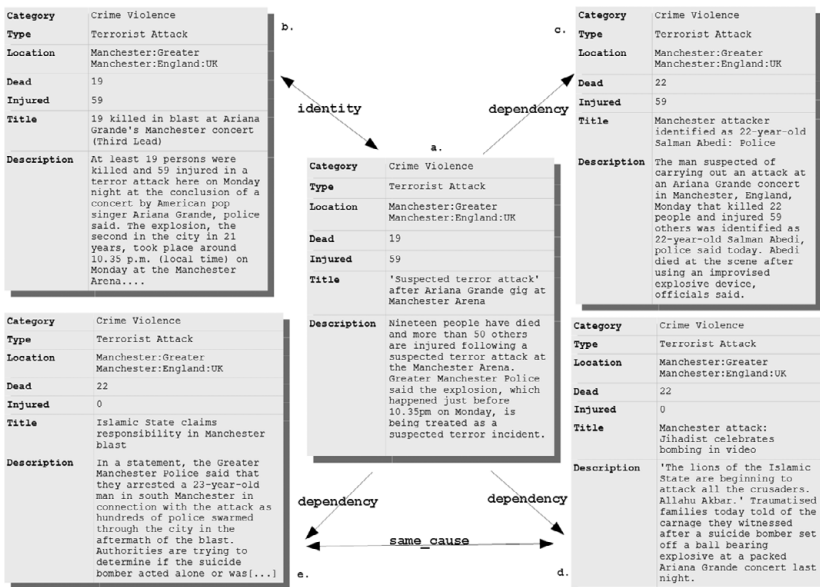 b.
Category Crime Violence
Type Terrorist Attack
Location Manchester:Greater
Manchester:England:UK
Dead 19
Injured 59
Title 19 killed in blast at Ariana
Grande's Manchester concert
(Third Lead)
Description At least 19 persons were
killed and 59 injured in a
terror attack here on Monday
night at the conclusion of a
concert by American pop
singer Ariana Grande, police
said. The explosion, the
second in the city in 21
years, took place around
10.35 p.m. (local time) on
Monday at the Manchester
Arena....
identity
dependency
c.
Category Crime Violence
Type Terrorist Attack
Location Manchester:Greater
Manchester:England:UK
Dead 22
Injured 59
Title Manchester attacker
identified as 22-year-old
Salman Abedi: Police
Description The man suspected of
carrying out an attack at
an Ariana Grande concert
in Manchester, England,
Monday that killed 22
people and injured 59
others was identified as
22-year-old Salman Abedi,
police said today. Abedi
died at the scene after
using an improvised
explosive device,
officials said.
a.
Category Crime Violence
Type Terrorist Attack
Location Manchester:Greater
Manchester:England:UK
Dead 19
Injured 59
Title 'Suspected terror attack'
after Ariana Grande gig at
Manchester Arena
Description Nineteen people have died
and more than 50 others
are injured following a
suspected terror attack at
the Manchester Arena.
Greater Manchester Police
said the explosion, which
happened just before
10.35pm on Monday, is
being treated as a
suspected terror incident.
Category Crime Violence
Type Terrorist Attack
Location Manchester:Greater
Manchester:England:UK
Dead 22
Injured 0
Title Islamic State claims
responsibility in Manchester
blast
Description In a statement, the Greater
Manchester Police said that
they arrested a 23-year-old
man in south Manchester in
connection with the attack as
hundreds of police swarmed
through the city in the
aftermath of the blast.
Authorities are trying to
determine if the suicide
bomber acted alone or was[...]
e.
dependency
dependency
same_cause
Category Crime Violence
Type Terrorist Attack
Location Manchester:Greater
Manchester:England:UK
Dead 22
Injured 0
Title Manchester attack:
Jihadist celebrates
bombing in video
Description 'The lions of the Islamic
State are beginning to
attack all the crusaders.
Allahu Akbar.' Traumatised
families today told of the
carnage they witnessed
after a suicide bomber set
off a ball bearing
explosive at a packed
Ariana Grande concert last
night.
d.